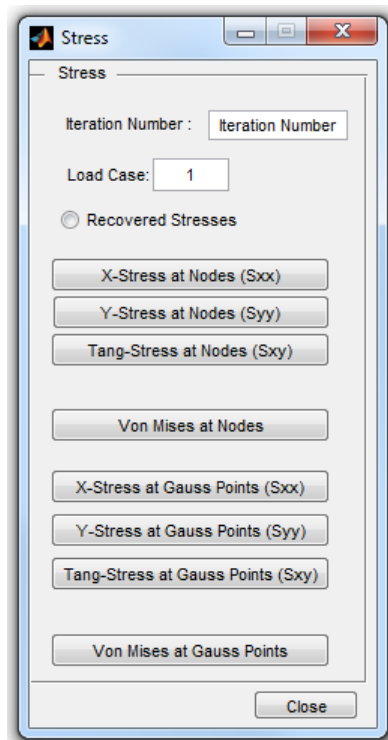 Stress
Stress
Iteration Number : Iteration Number
Load Case: 1
Recovered Stresses
X-Stress at Nodes (Sxx)
Y-Stress at Nodes (Syy)
Tang-Stress at Nodes (Sxy)
Von Mises at Nodes
X-Stress at Gauss Points (Sxx)
Y-Stress at Gauss Points (Syy)
Tang-Stress at Gauss Points (Sxy)
Von Mises at Gauss Points
Close